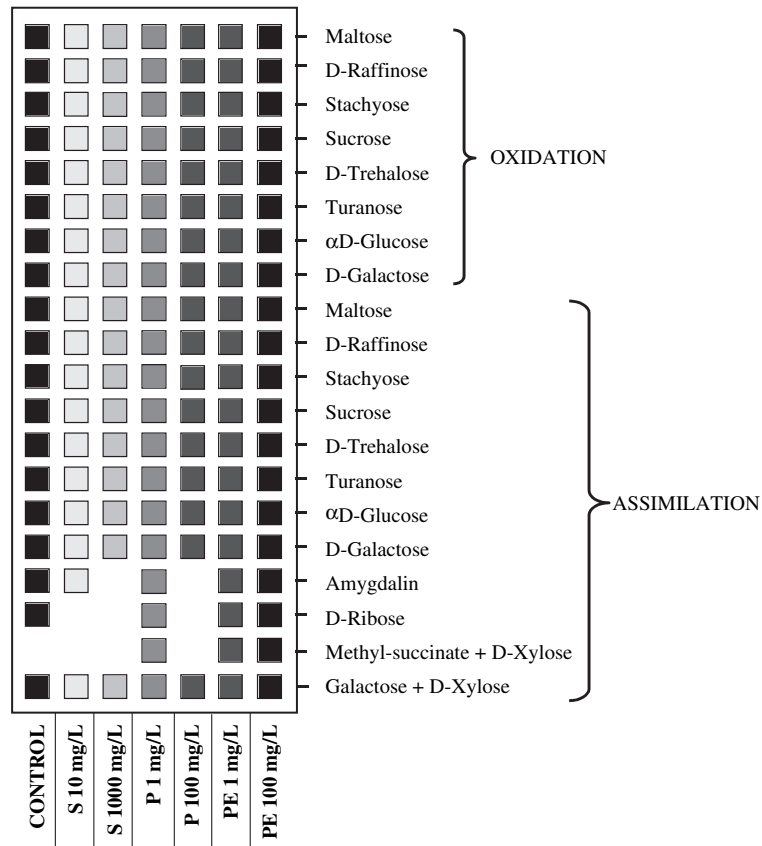 Maltose
D-Raffinose
Stachyose
Sucrose
D-Trehalose
Turanose
αD-Glucose
D-Galactose
OXIDATION
Maltose
D-Raffinose
Stachyose
Sucrose
D-Trehalose
Turanose
αD-Glucose
D-Galactose
Amygdalin
D-Ribose
Methyl-succinate + D-Xylose
Galactose + D-Xylose
ASSIMILATION
CONTROL
S 10 mg/L
S 1000 mg/L
P 1 mg/L
P 100 mg/L
PE 1 mg/L
PE 100 mg/L